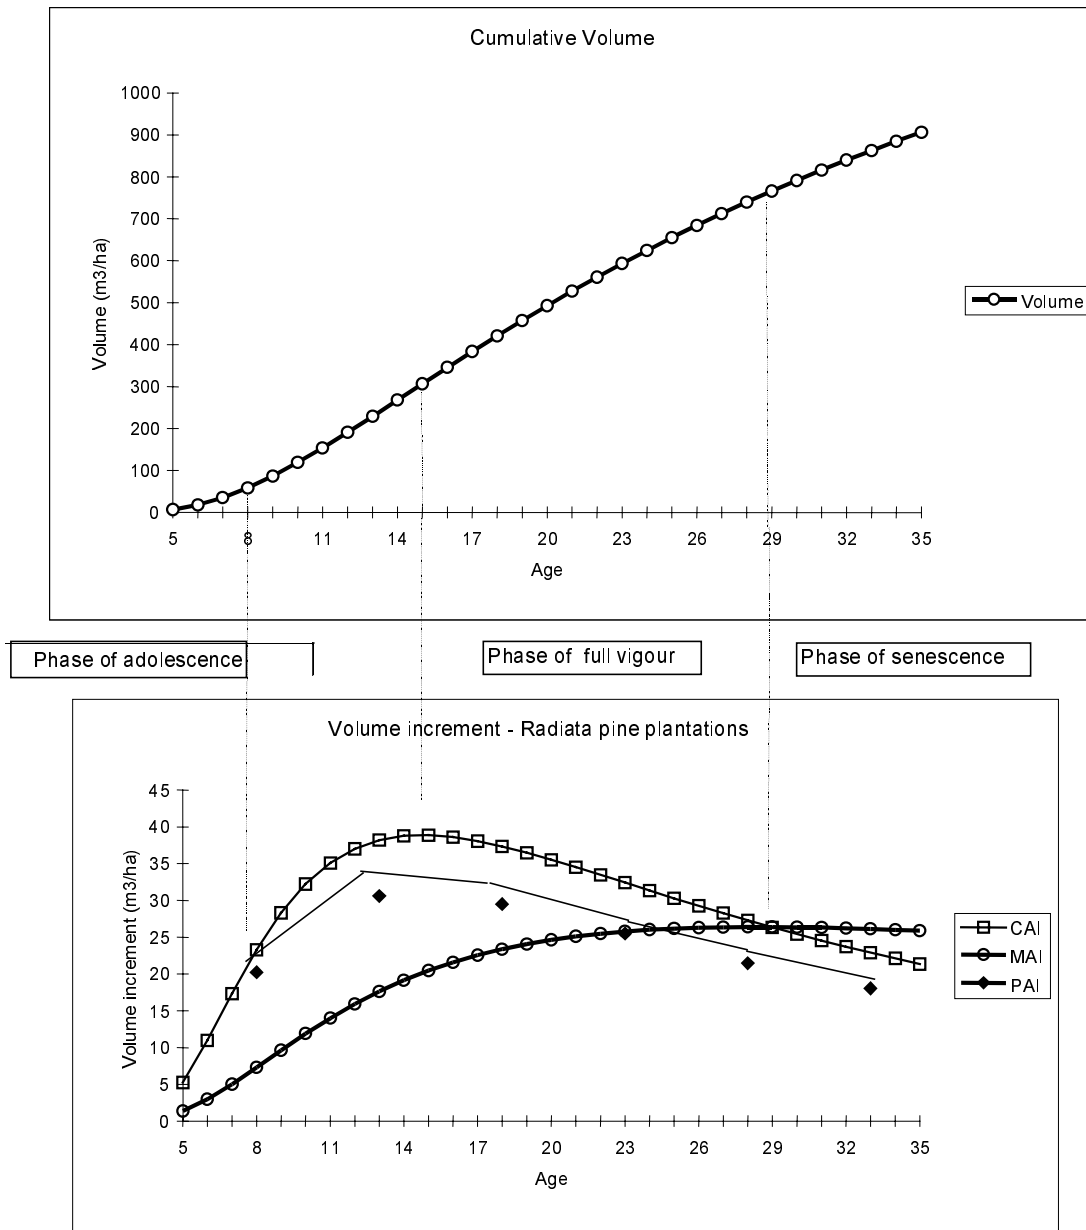 Cumulative Volume
1000
900
800
700
600
500
400
300
200
100
0
Volume (m3/ha)
5 8 11 14 17 20 23 26 29 32 35
Age
Volume
Phase of adolescence
Phase of full vigour
Phase of senescence
Volume increment - Radiata pine plantations
45
40
35
30
25
20
15
10
5
0
Volume increment (m3/ha)
5 8 11 14 17 20 23 26 29 32 35
Age
CAI
MAI
PAI